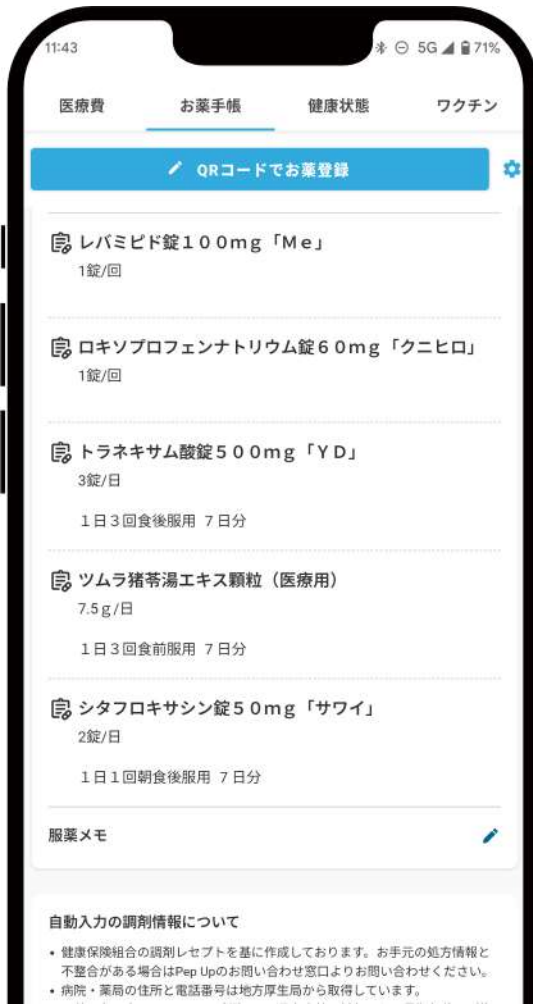 11:43 5G 71%
医療費 お薬手帳 健康状態 ワクチン
QRコードでお薬登録
レバミピド錠１００ｍｇ「Ｍｅ」
1錠/回
ロキソプロフェンナトリウム錠６０ｍｇ「クニヒロ」
1錠/回
トラネキサム酸錠５００ｍｇ「ＹＤ」
3錠/日
１日３回食後服用 ７日分
ツムラ猪苓湯エキス顆粒（医療用）
7.5ｇ/日
１日３回食前服用 ７日分
シタフロキサシン錠５０ｍｇ「サワイ」
2錠/日
１日１回朝食後服用 ７日分
服薬メモ
自動入力の調剤情報について
• 健康保険組合の調剤レセプトを基に作成しております。お手元の処方情報と
不整合がある場合はPep Upのお問い合わせ窓口よりお問い合わせください。
• 病院・薬局の住所と電話番号は地方厚生局から取得しています。